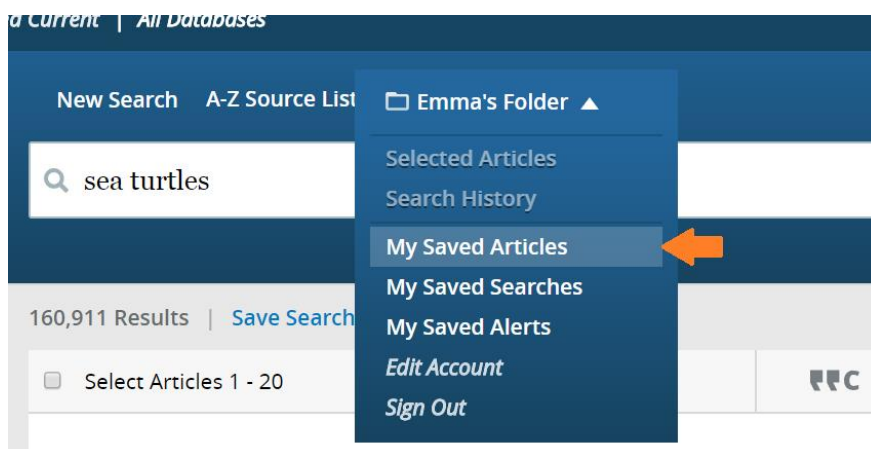 d Current | All Databases
New Search A-Z Source List Emma's Folder
sea turtles
Selected Articles
Search History
My Saved Articles
My Saved Searches
My Saved Alerts
Edit Account
Sign Out
160,911 Results | Save Search
Select Articles 1 - 20
C